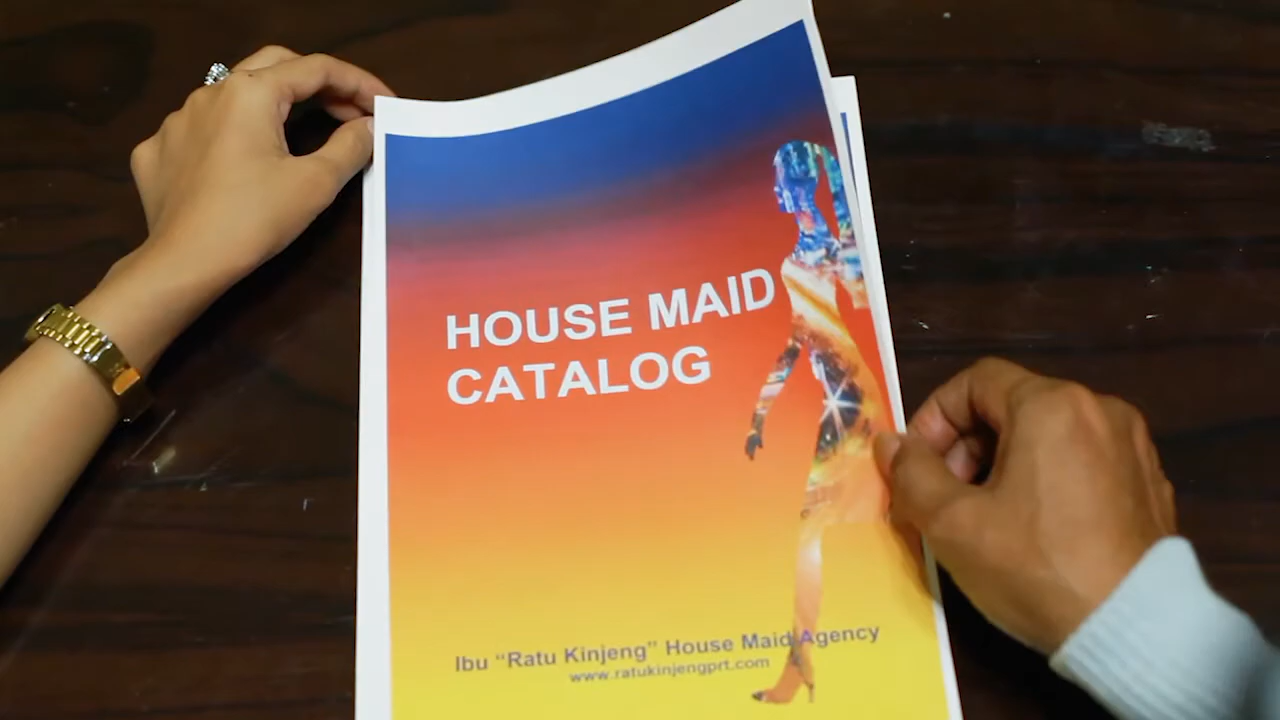 HOUSE MAID
CATALOG
Ibu “Ratu Kinjeng” House Maid Agency
www.ratukinjengprt.com